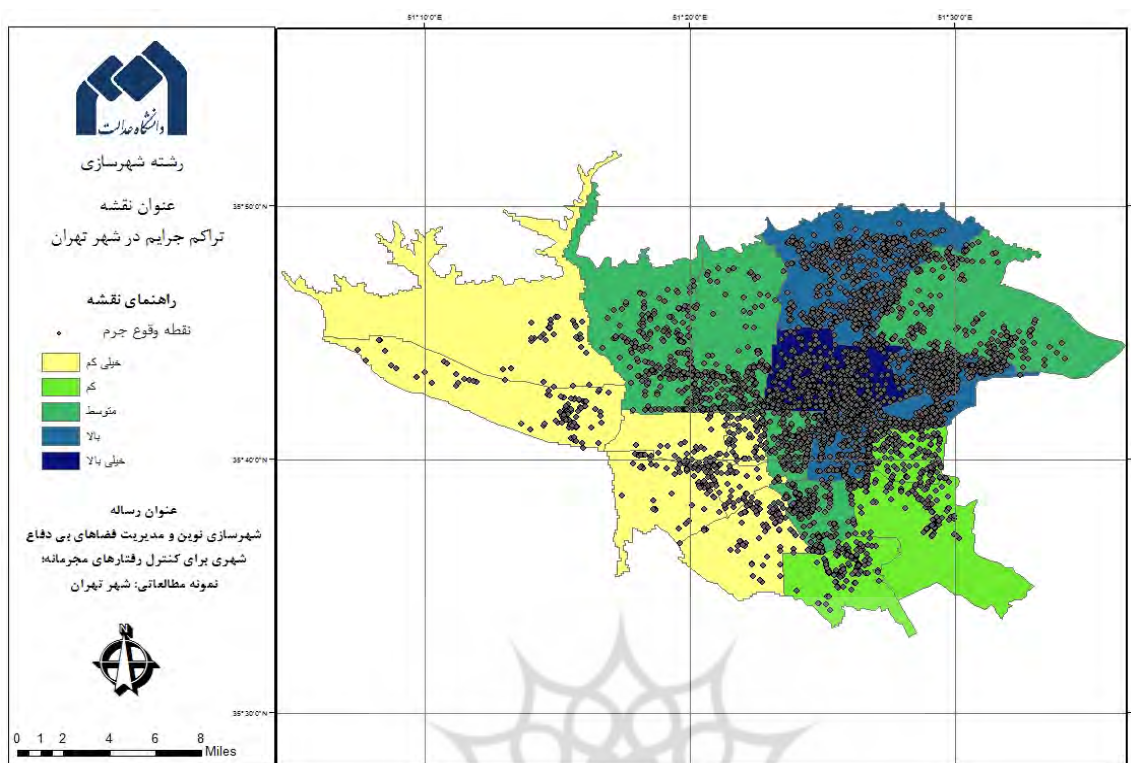 دانشگاه عدالت
رشته شهرسازی
عنوان نقشه
تراکم جرایم در شهر تهران
راهنمای نقشه
نقطه وقوع جرم
خیلی کم
کم
متوسط
بالا
خیلی بالا
عنوان رساله
شهرسازی نوین و مدیریت فضاهای بی دفاع
شهری برای کنترل رفتارهای مجرمانه؛
نمونه مطالعاتی: شهر تهران
N
0 1 2 4 6 8
Miles
51°10'0"E 51°20'0"E 51°30'0"E
35°50'0"N
35°40'0"N
35°30'0"N